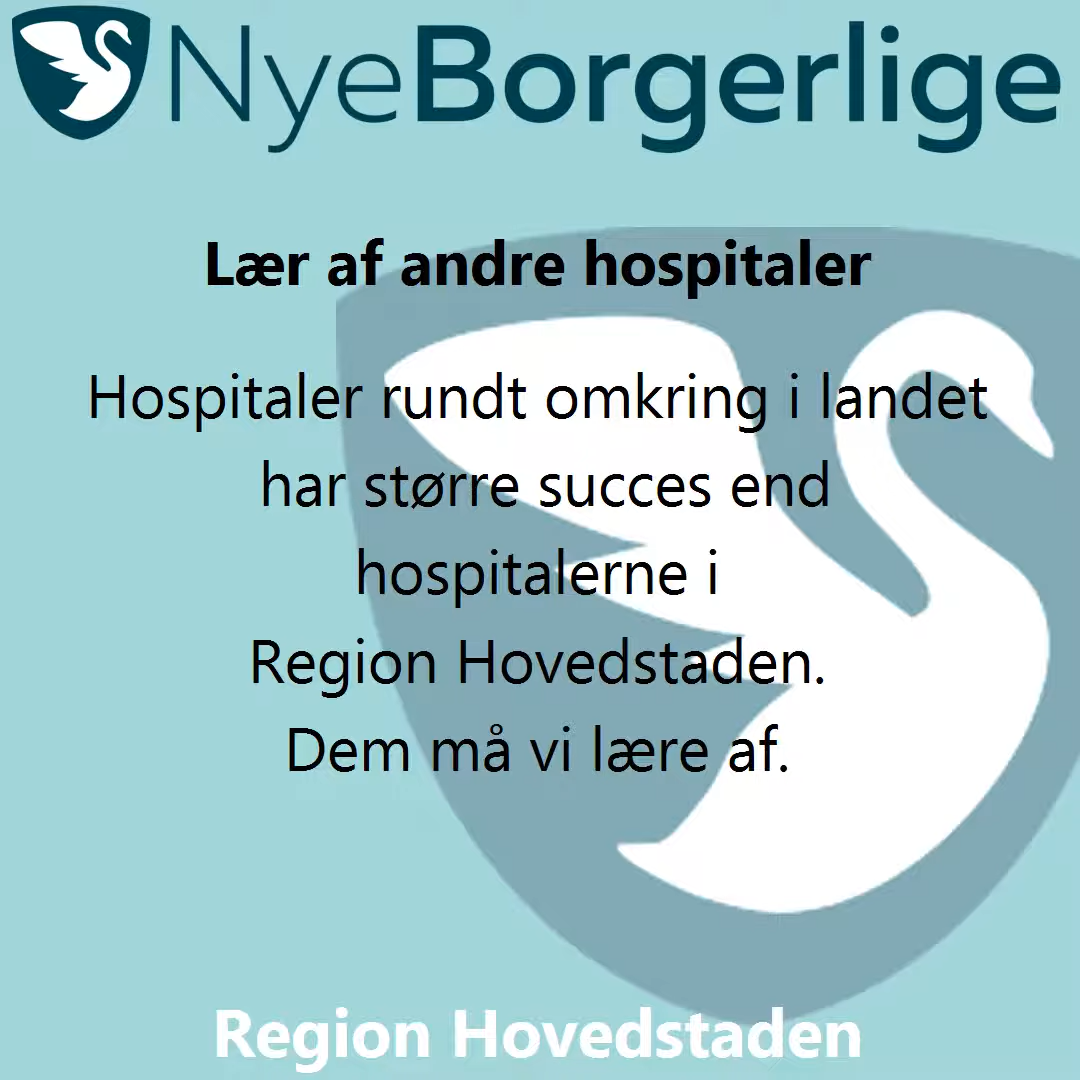 NyeBorgerlige
Lær af andre hospitaler
Hospitaler rundt omkring i landet
har større succes end
hospitalerne i
Region Hovedstaden.
Dem må vi lære af.
Region Hovedstaden